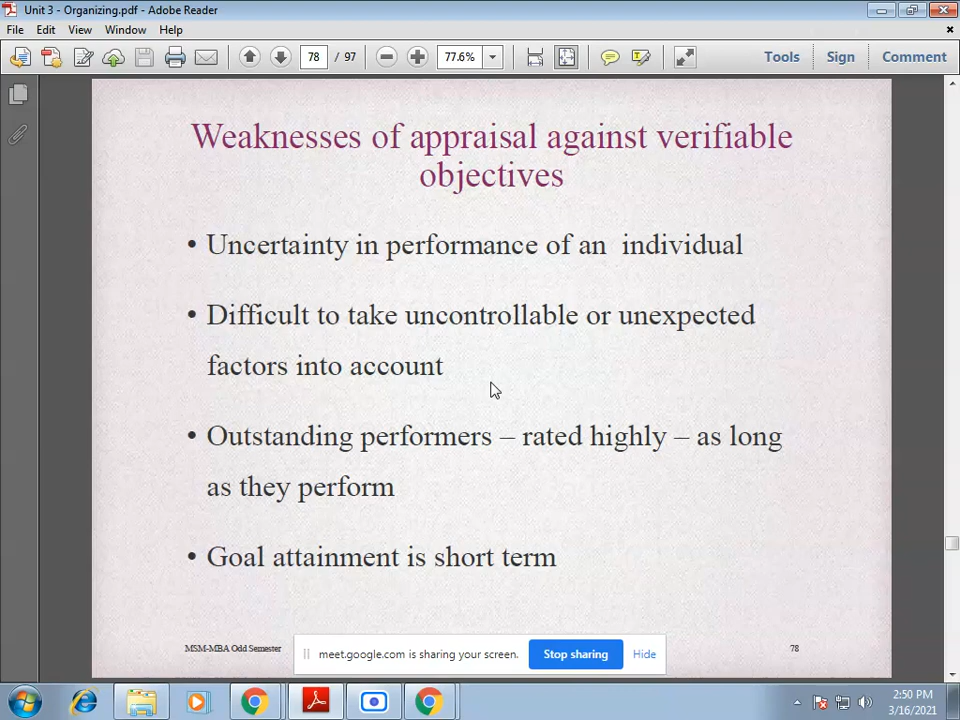 Unit 3 - Organizing.pdf - Adobe Reader
File Edit View Window Help
78 / 97 77.6% Tools Sign Comment
Weaknesses of appraisal against verifiable
objectives
• Uncertainty in performance of an individual
• Difficult to take uncontrollable or unexpected
factors into account
• Outstanding performers – rated highly – as long
as they perform
• Goal attainment is short term
MSM-MBA Odd Semester 78
meet.google.com is sharing your screen. Stop sharing Hide
2:50 PM
3/16/2021